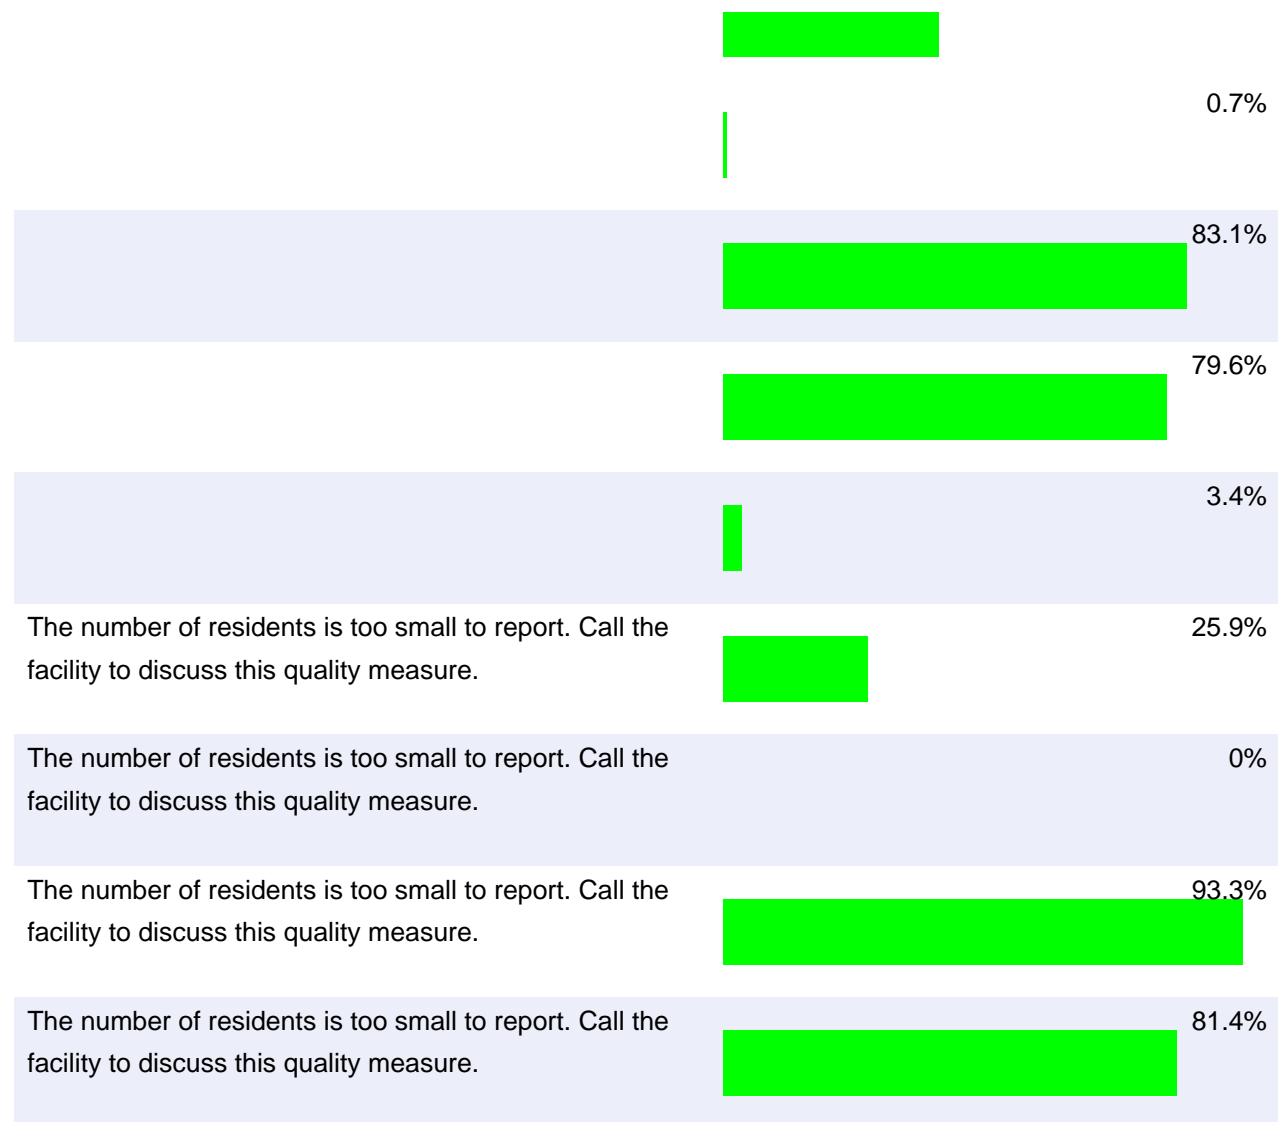 0.7%
83.1%
79.6%
3.4%
The number of residents is too small to report. Call the
25.9%
facility to discuss this quality measure.
The number of residents is too small to report. Call the
0%
facility to discuss this quality measure.
The number of residents is too small to report. Call the
93.3%
facility to discuss this quality measure.
The number of residents is too small to report. Call the
81.4%
facility to discuss this quality measure.